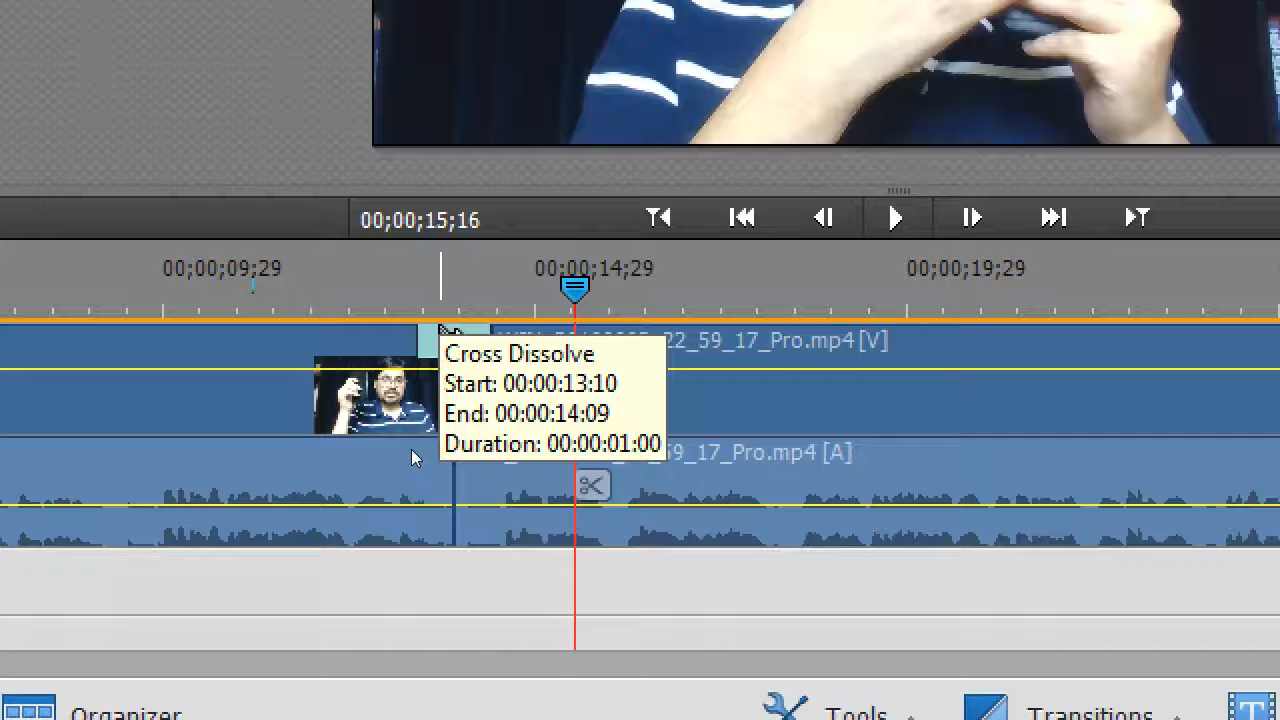 00;00;15;16
00;00;09;29
00;00;14;29
00;00;19;29
22_59_17_Pro.mp4 [V]
Cross Dissolve
Start: 00:00:13:10
End: 00:00:14:09
Duration: 00:00:01:00
59_17_Pro.mp4 [A]
Organizer
Tools
Transitions
T